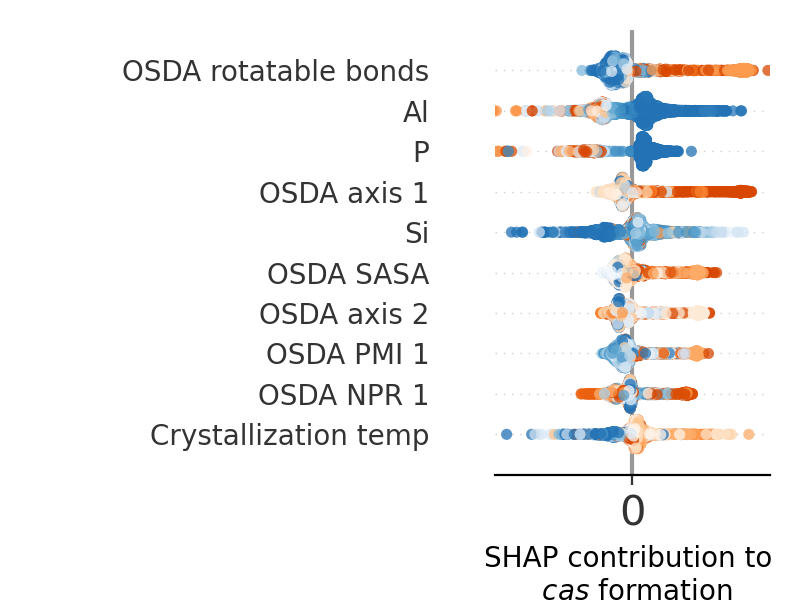 OSDA rotatable bonds
Al
P
OSDA axis 1
Si
OSDA SASA
OSDA axis 2
OSDA PMI 1
OSDA NPR 1
Crystallization temp
0
SHAP contribution to
cas formation